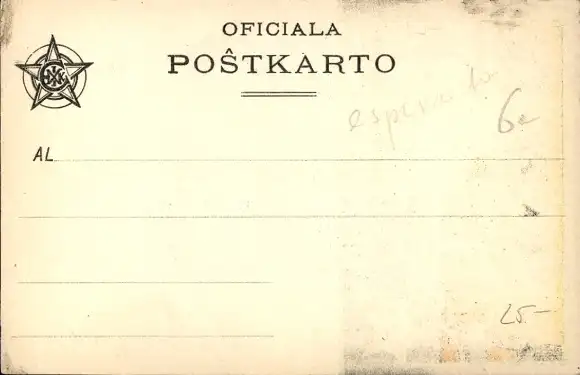 OFICIALA
POŜTKARTO
esperanto
6e
AL
25-